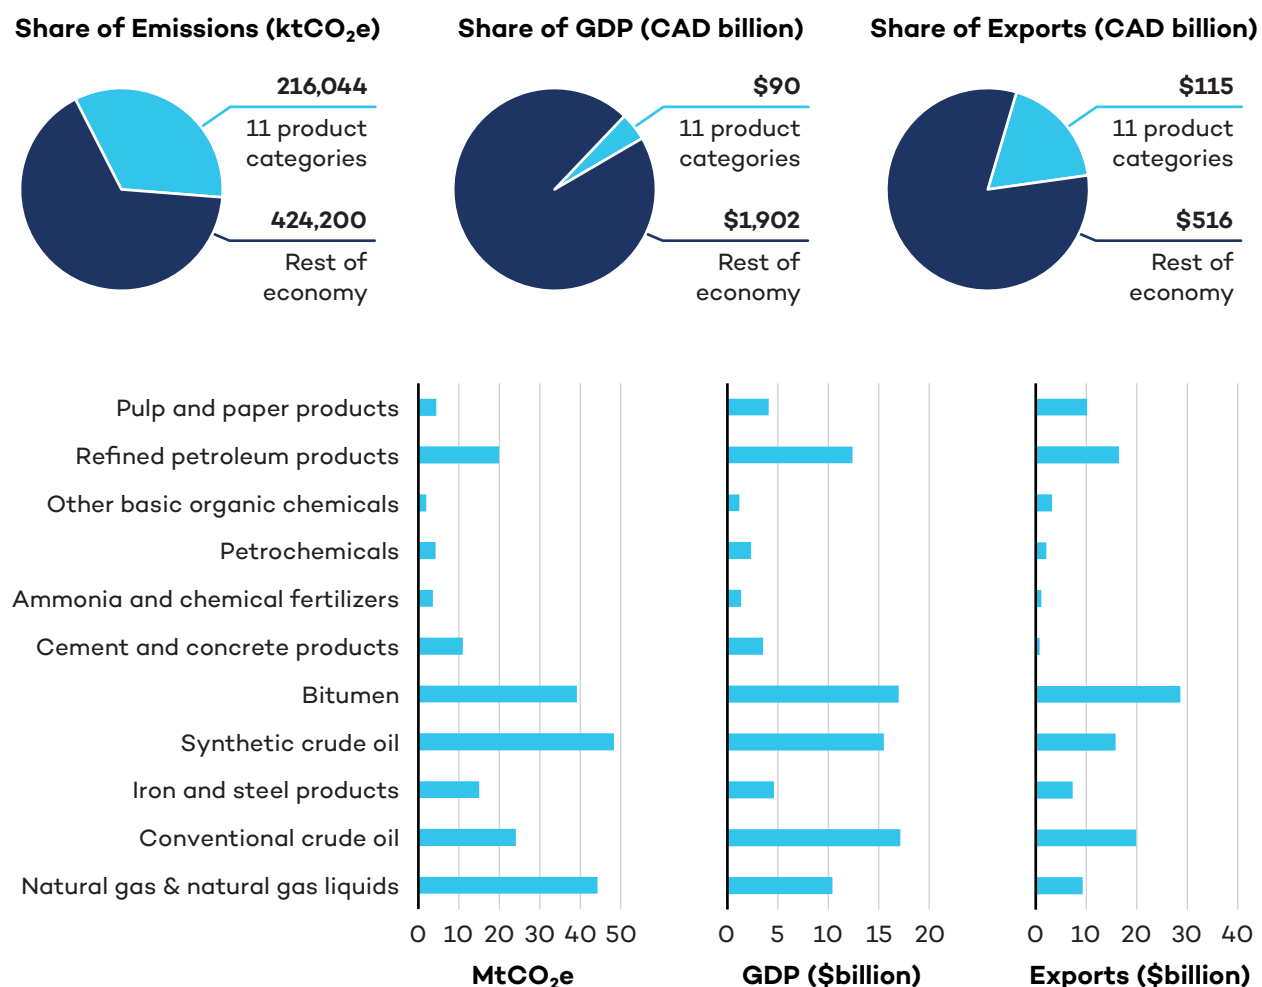 Share of Emissions (ktCO₂e)
216,044
11 product
categories
424,200
Rest of
economy
Share of GDP (CAD billion)
$90
11 product
categories
$1,902
Rest of
economy
Share of Exports (CAD billion)
$115
11 product
categories
$516
Rest of
economy
Pulp and paper products
Refined petroleum products
Other basic organic chemicals
Petrochemicals
Ammonia and chemical fertilizers
Cement and concrete products
Bitumen
Synthetic crude oil
Iron and steel products
Conventional crude oil
Natural gas & natural gas liquids
0 10 20 30 40 50
MtCO₂e
0 5 10 15 20
GDP ($billion)
0 10 20 30 40
Exports ($billion)